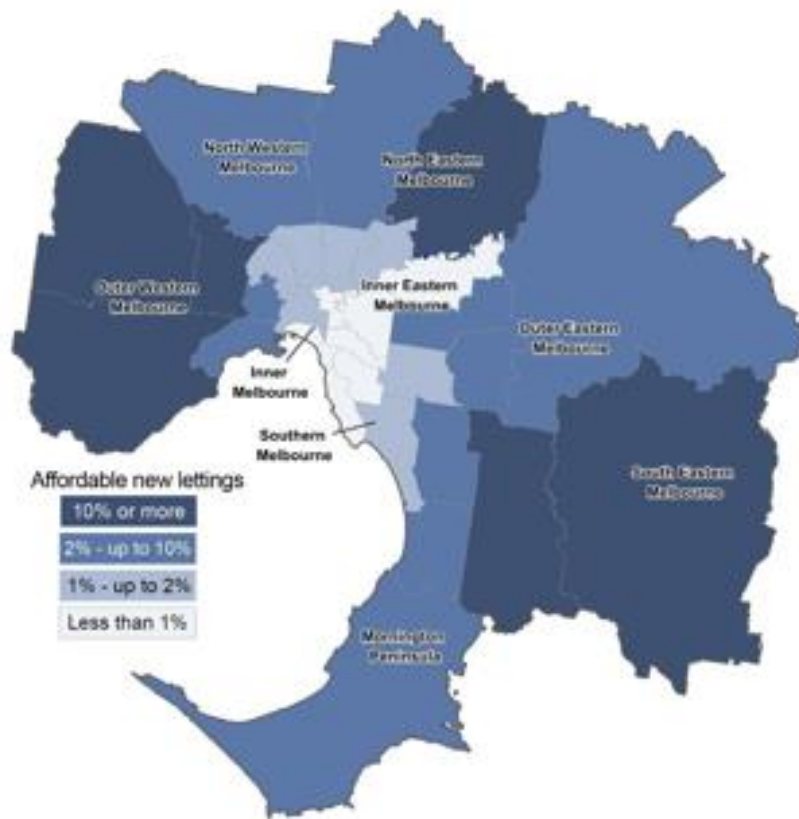 North Western
Melbourne
North Eastern
Melbourne
Outer Western
Melbourne
Inner Eastern
Melbourne
Outer Eastern
Melbourne
Inner
Melbourne
Southern
Melbourne
South Eastern
Melbourne
Mornington
Peninsula
Affordable new lettings
10% or more
2% - up to 10%
1% - up to 2%
Less than 1%